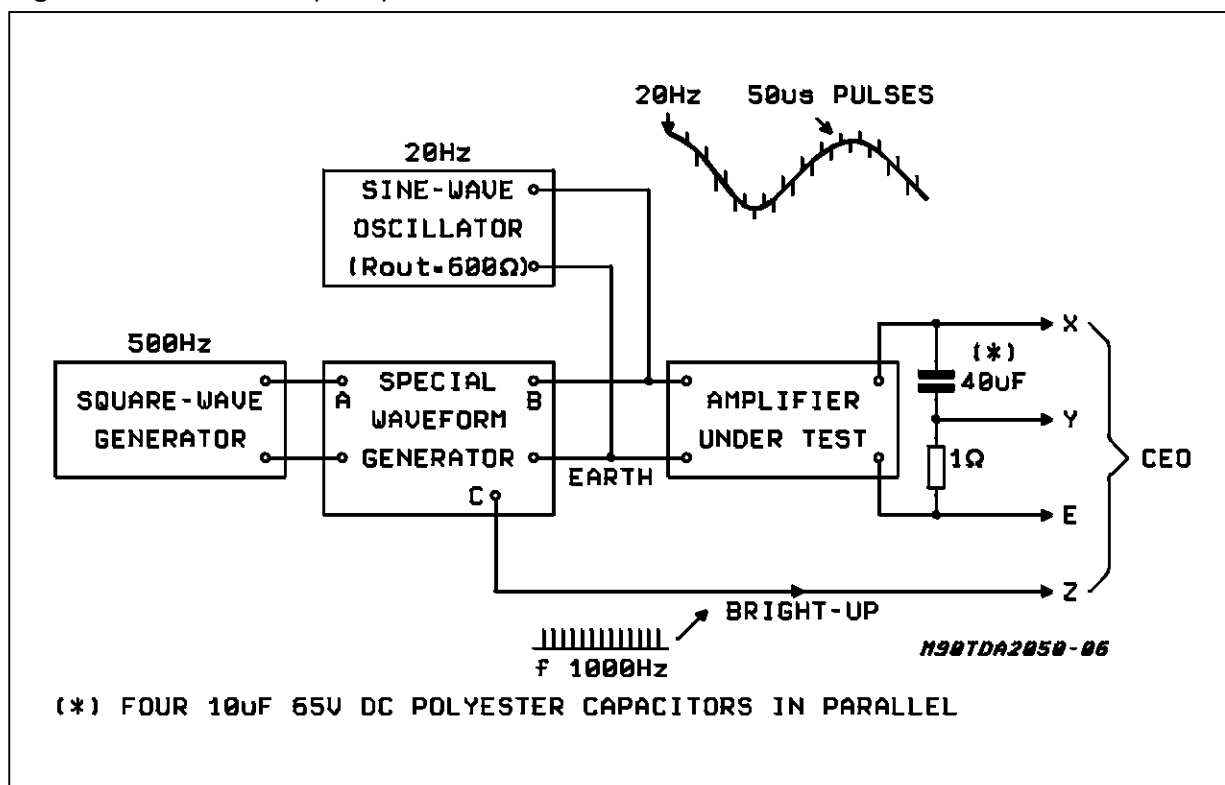 20Hz 50us PULSES
20Hz
SINE-WAVE
OSCILLATOR
(Rout=600Ω)
500Hz
SQUARE-WAVE
GENERATOR
A
SPECIAL
WAVEFORM
GENERATOR
B
C
EARTH
AMPLIFIER
UNDER TEST
(*)
40uF
1Ω
X
Y
E
Z
CEO
BRIGHT-UP
f 1000Hz
M90TDA2050-06
(*) FOUR 10uF 65V DC POLYESTER CAPACITORS IN PARALLEL